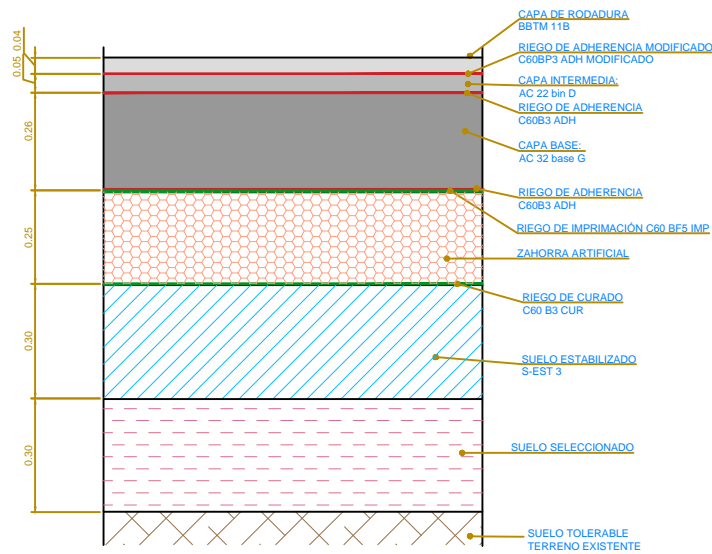 CAPA DE RODADURA
BBTM 11B
RIEGO DE ADHERENCIA MODIFICADO
C60BP3 ADH MODIFICADO
CAPA INTERMEDIA:
AC 22 bin D
RIEGO DE ADHERENCIA
C60B3 ADH
CAPA BASE:
AC 32 base G
RIEGO DE ADHERENCIA
C60B3 ADH
RIEGO DE IMPRIMACIÓN C60 BF5 IMP
ZAHORRA ARTIFICIAL
RIEGO DE CURADO
C60 B3 CUR
SUELO ESTABILIZADO
S-EST 3
SUELO SELECCIONADO
SUELO TOLERABLE
TERRENO EXISTENTE
0.04
0.05
0.26
0.25
0.30
0.30